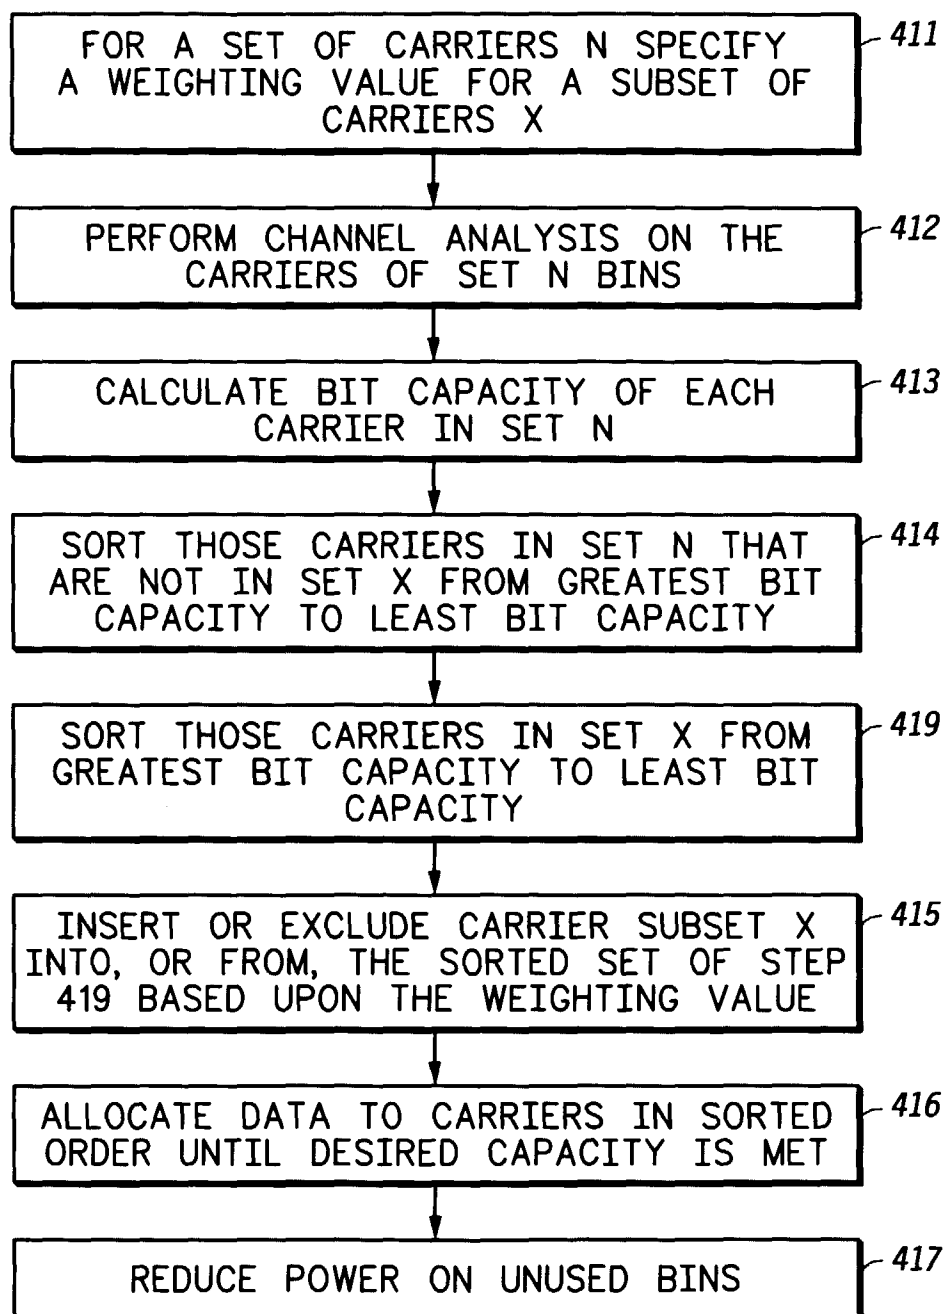 FOR A SET OF CARRIERS N SPECIFY
A WEIGHTING VALUE FOR A SUBSET OF
CARRIERS X
411
PERFORM CHANNEL ANALYSIS ON THE
CARRIERS OF SET N BINS
412
CALCULATE BIT CAPACITY OF EACH
CARRIER IN SET N
413
SORT THOSE CARRIERS IN SET N THAT
ARE NOT IN SET X FROM GREATEST BIT
CAPACITY TO LEAST BIT CAPACITY
414
SORT THOSE CARRIERS IN SET X FROM
GREATEST BIT CAPACITY TO LEAST BIT
CAPACITY
419
INSERT OR EXCLUDE CARRIER SUBSET X
INTO, OR FROM, THE SORTED SET OF STEP
419 BASED UPON THE WEIGHTING VALUE
415
ALLOCATE DATA TO CARRIERS IN SORTED
ORDER UNTIL DESIRED CAPACITY IS MET
416
REDUCE POWER ON UNUSED BINS
417